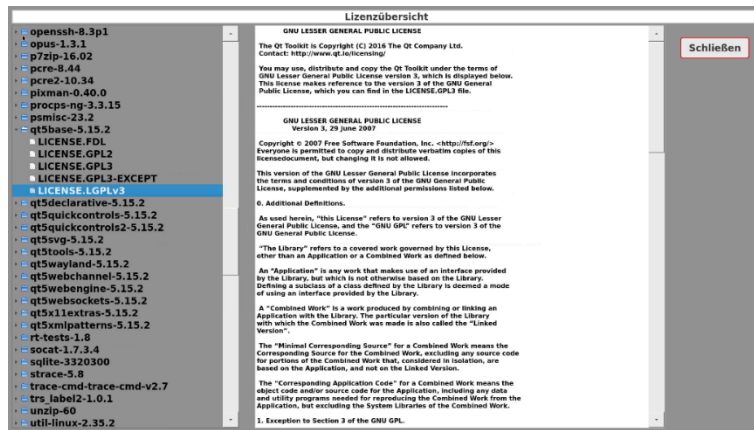 Lizenzübersicht
openssh-8.3p1
opus-1.3.1
p7zip-16.02
pcre-8.44
pcre2-10.34
pixman-0.40.0
procps-ng-3.3.15
psmisc-23.2
qt5base-5.15.2
LICENSE.FDL
LICENSE.GPL2
LICENSE.GPL3
LICENSE.GPL3-EXCEPT
LICENSE.LGPLv3
qt5declarative-5.15.2
qt5quickcontrols-5.15.2
qt5quickcontrols2-5.15.2
qt5svg-5.15.2
qt5tools-5.15.2
qt5wayland-5.15.2
qt5webchannel-5.15.2
qt5webengine-5.15.2
qt5websockets-5.15.2
qt5x11extras-5.15.2
qt5xmlpatterns-5.15.2
rt-tests-1.8
socat-1.7.3.4
sqlite-3320300
strace-5.8
trace-cmd-trace-cmd-v2.7
trs_label2-1.0.1
unzip-60
util-linux-2.35.2
GNU LESSER GENERAL PUBLIC LICENSE
The Qt Toolkit is Copyright (C) 2016 The Qt Company Ltd.
Contact: http://www.qt.io/licensing/
You may use, distribute and copy the Qt Toolkit under the terms of
GNU Lesser General Public License version 3, which is displayed below.
This license makes reference to the version 3 of the GNU General
Public License, which you can find in the LICENSE.GPL3 file.
-------------------------------------------------------------------------
GNU LESSER GENERAL PUBLIC LICENSE
Version 3, 29 June 2007
Copyright © 2007 Free Software Foundation, Inc. <http://fsf.org/>
Everyone is permitted to copy and distribute verbatim copies of this
licensedocument, but changing it is not allowed.
This version of the GNU Lesser General Public License incorporates
the terms and conditions of version 3 of the GNU General Public
License, supplemented by the additional permissions listed below.
0. Additional Definitions.
As used herein, "this License" refers to version 3 of the GNU Lesser
General Public License, and the "GNU GPL" refers to version 3 of the
GNU General Public License.
"The Library" refers to a covered work governed by this License,
other than an Application or a Combined Work as defined below.
An "Application" is any work that makes use of an interface provided
by the Library, but which is not otherwise based on the Library.
Defining a subclass of a class defined by the Library is deemed a mode
of using an interface provided by the Library.
A "Combined Work" is a work produced by combining or linking an
Application with the Library. The particular version of the Library
with which the Combined Work was made is also called the "Linked
Version".
The "Minimal Corresponding Source" for a Combined Work means the
Corresponding Source for the Combined Work, excluding any source code
for portions of the Combined Work that, considered in isolation, are
based on the Application, and not on the Linked Version.
The "Corresponding Application Code" for a Combined Work means the
object code and/or source code for the Application, including any data
and utility programs needed for reproducing the Combined Work from the
Application, but excluding the System Libraries of the Combined Work.
1. Exception to Section 3 of the GNU GPL.
Schließen